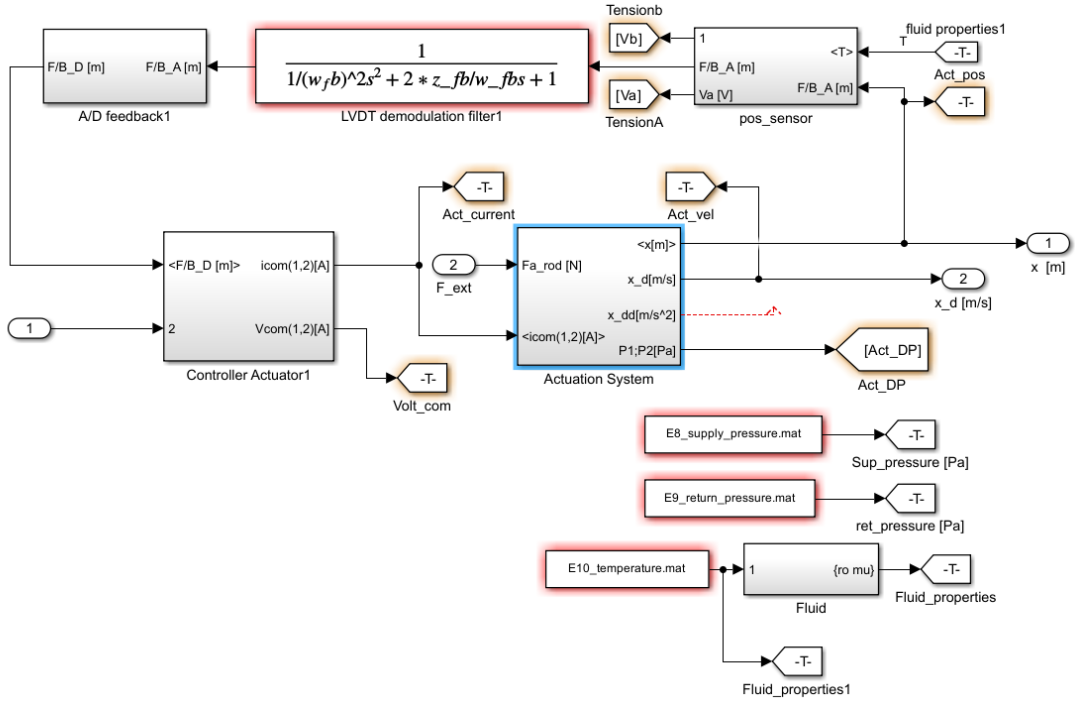 Tensionb
[Vb]
1
F/B_A [m]
Va [V]
<T>
F/B_A [m]
pos_sensor
T
fluid properties1
-T-
Act_pos
-T-
[Va]
TensionA
F/B_D [m]
F/B_A [m]
A/D feedback1
1
1/(w_fb)^2s^2 + 2 * z_fb/w_fbs + 1
LVDT demodulation filter1
-T-
Act_current
-T-
Act_vel
<F/B_D [m]>
icom(1,2)[A]
2
Vcom(1,2)[A]
Controller Actuator1
1
2
F_ext
Fa_rod [N]
<icom(1,2)[A]>
<x[m]>
x_d[m/s]
x_dd[m/s^2]
P1;P2[Pa]
Actuation System
1
x [m]
2
x_d [m/s]
-T-
Volt_com
[Act_DP]
Act_DP
E8_supply_pressure.mat
-T-
Sup_pressure [Pa]
E9_return_pressure.mat
-T-
ret_pressure [Pa]
E10_temperature.mat
1
{ro mu}
Fluid
-T-
Fluid_properties
-T-
Fluid_properties1